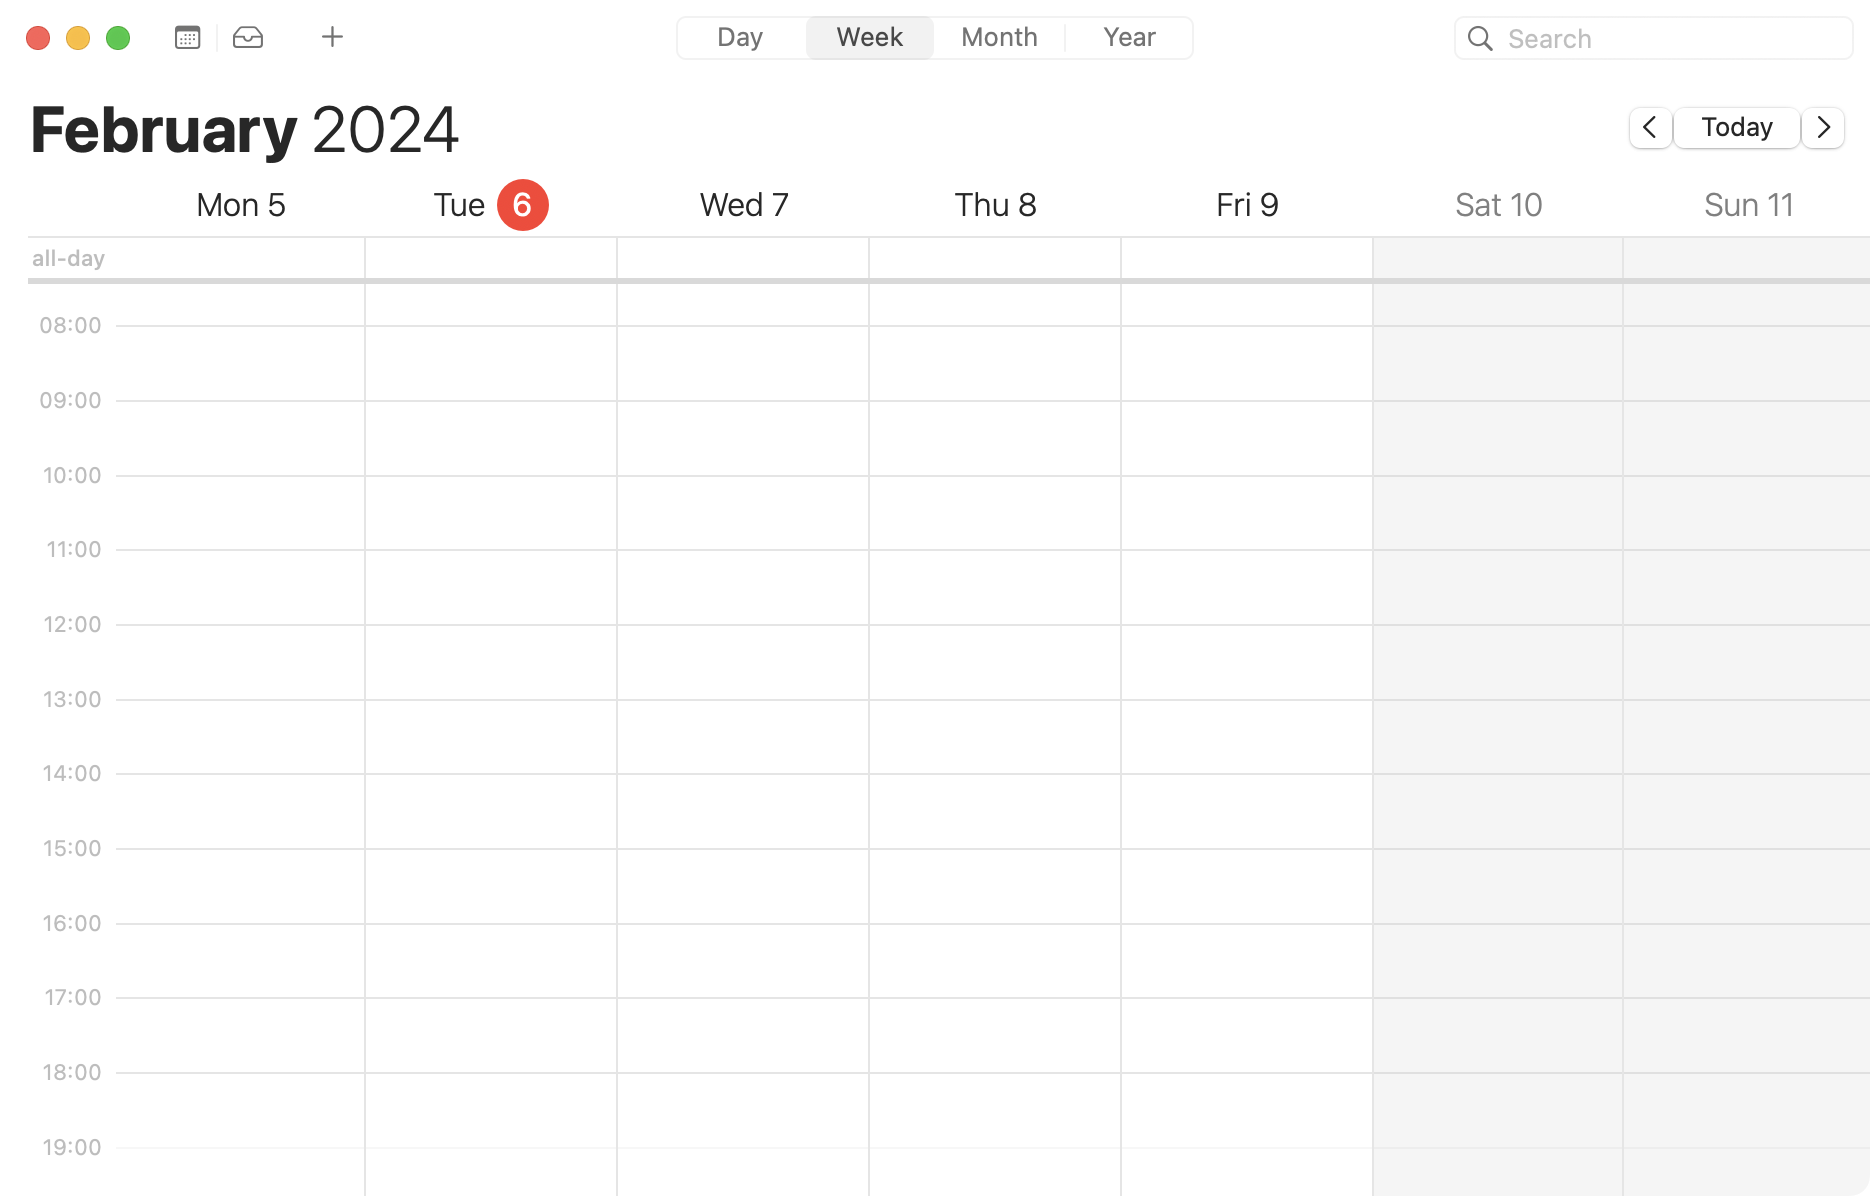 Day Week Month Year
Search
February 2024
Today
Mon 5 Tue 6 Wed 7 Thu 8 Fri 9 Sat 10 Sun 11
all-day
08:00
09:00
10:00
11:00
12:00
13:00
14:00
15:00
16:00
17:00
18:00
19:00